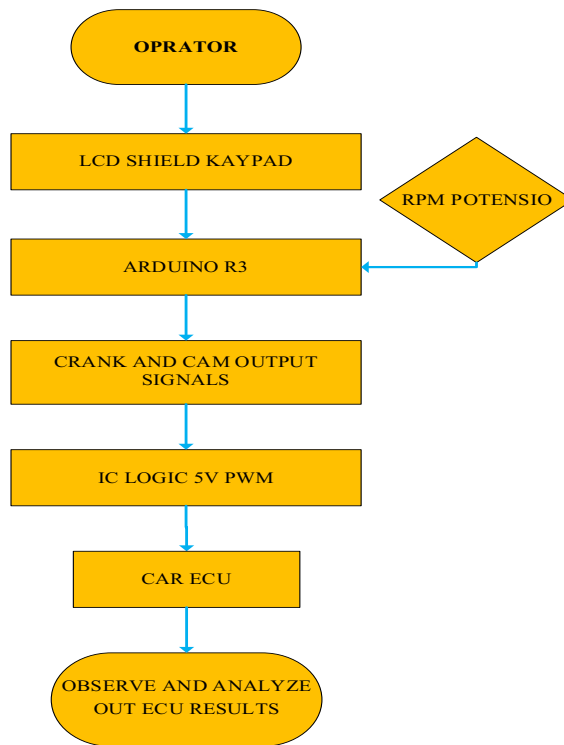 OPRATOR
LCD SHIELD KAYPAD
RPM POTENSIO
ARDUINO R3
CRANK AND CAM OUTPUT
SIGNALS
IC LOGIC 5V PWM
CAR ECU
OBSERVE AND ANALYZE
OUT ECU RESULTS